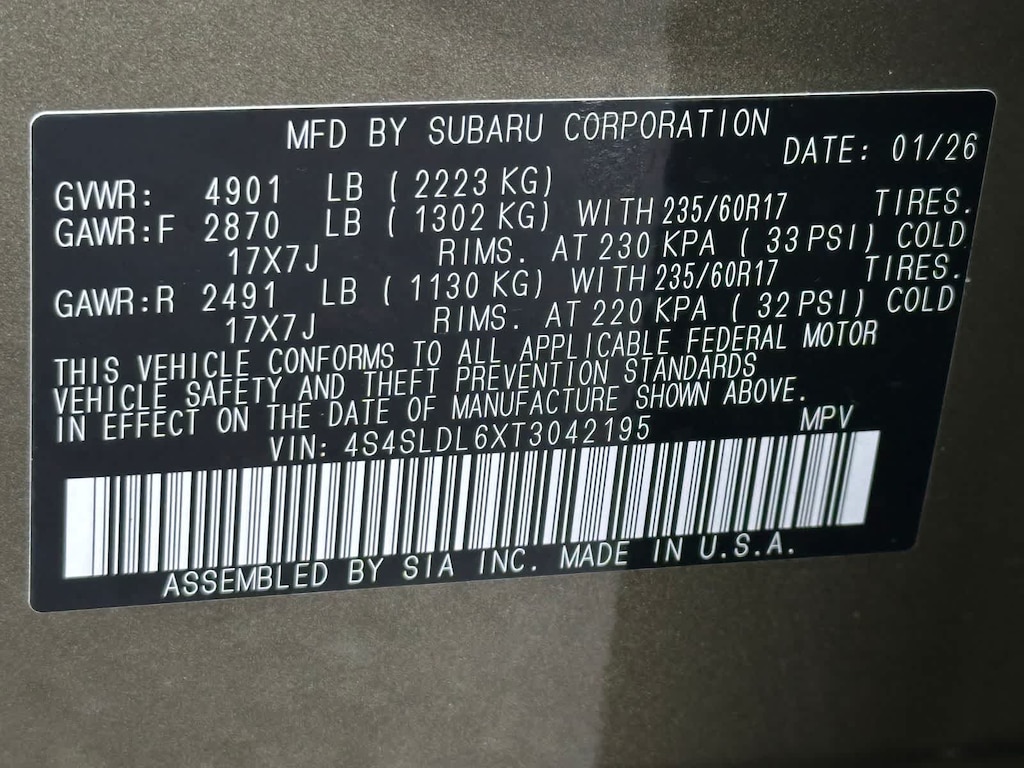 MFD BY SUBARU CORPORATION
DATE: 01/26
GVWR: 4901 LB ( 2223 KG)
GAWR:F 2870 LB ( 1302 KG) WITH 235/60R17 TIRES.
17X7J RIMS. AT 230 KPA ( 33 PSI) COLD
GAWR:R 2491 LB ( 1130 KG) WITH 235/60R17 TIRES.
17X7J RIMS. AT 220 KPA ( 32 PSI) COLD
THIS VEHICLE CONFORMS TO ALL APPLICABLE FEDERAL MOTOR
VEHICLE SAFETY AND THEFT PREVENTION STANDARDS
IN EFFECT ON THE DATE OF MANUFACTURE SHOWN ABOVE.
VIN: 4S4SLDL6XT3042195 MPV
ASSEMBLED BY SIA INC. MADE IN U.S.A.